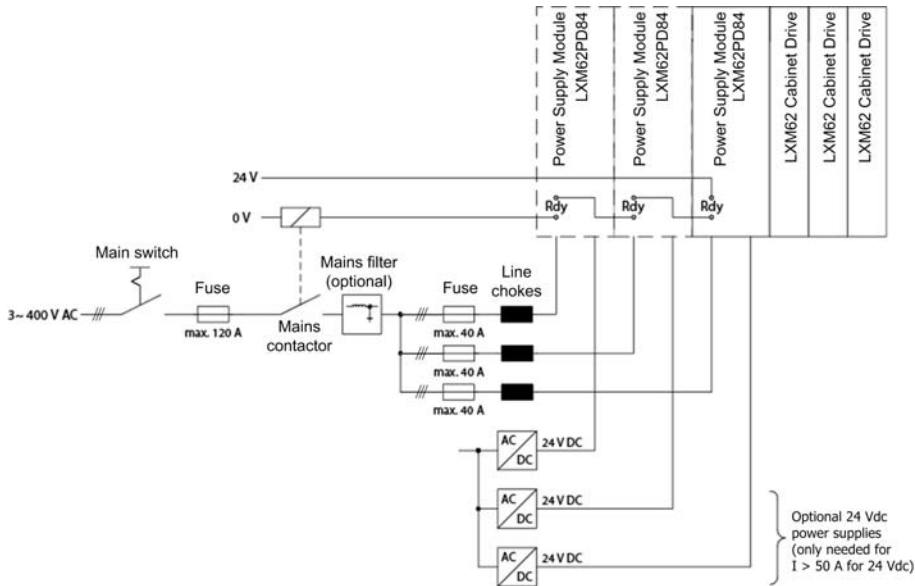 Power Supply Module
LXM62PD84
Power Supply Module
LXM62PD84
Power Supply Module
LXM62PD84
LXM62 Cabinet Drive
LXM62 Cabinet Drive
LXM62 Cabinet Drive
24 V
0 V
Rdy
Rdy
Rdy
Main switch
3~ 400 V AC
Fuse
max. 120 A
Mains
contactor
Mains filter
(optional)
Fuse
max. 40 A
Line
chokes
max. 40 A
max. 40 A
AC
DC
24 V DC
AC
DC
24 V DC
AC
DC
24 V DC
Optional 24 Vdc
power supplies
(only needed for
I > 50 A for 24 Vdc)